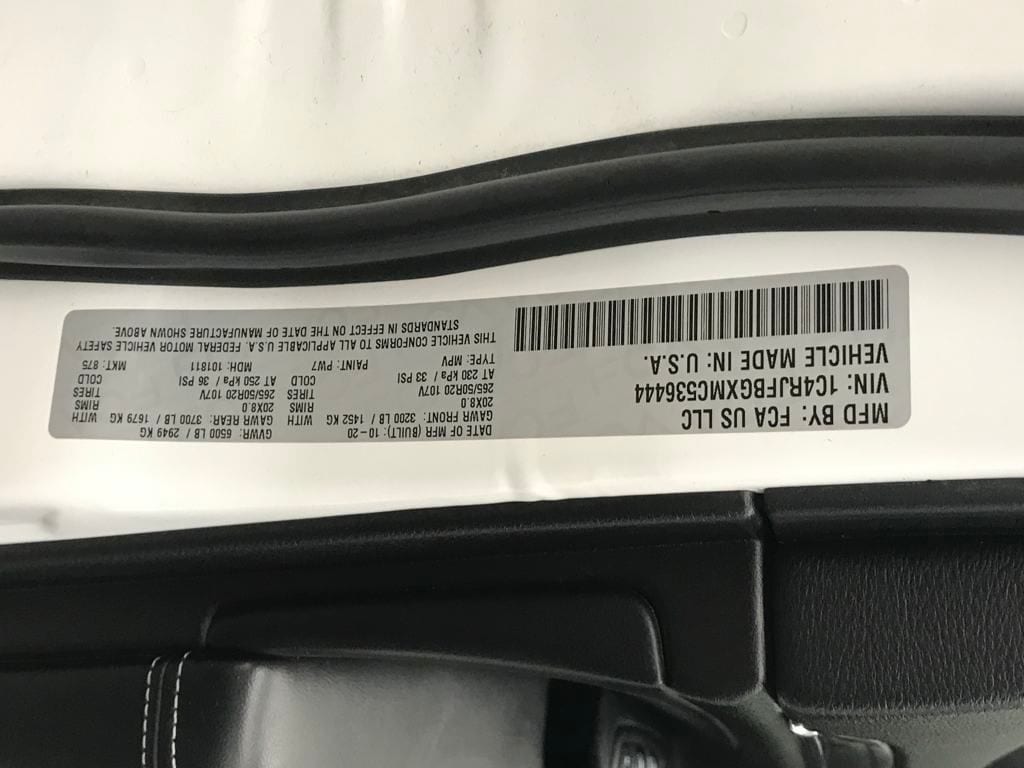 MFD BY: FCA US LLC
DATE OF MFR (BUILT): 10-20
GVWR: 6500 LB / 2949 KG
GAWR FRONT: 3200 LB / 1452 KG WITH
GAWR REAR: 3700 LB / 1679 KG WITH
20X8.0 RIMS
20X8.0 RIMS
265/50R20 107V TIRES
265/50R20 107V TIRES
AT 230 kPa / 33 PSI COLD
AT 250 kPa / 36 PSI COLD
VIN: 1C4RJFBGXMC536444
TYPE: MPV PAINT: PW7 MDH: 101811 MKT: 875
VEHICLE MADE IN: U.S.A.
THIS VEHICLE CONFORMS TO ALL APPLICABLE U.S.A. FEDERAL MOTOR VEHICLE SAFETY
STANDARDS IN EFFECT ON THE DATE OF MANUFACTURE SHOWN ABOVE.